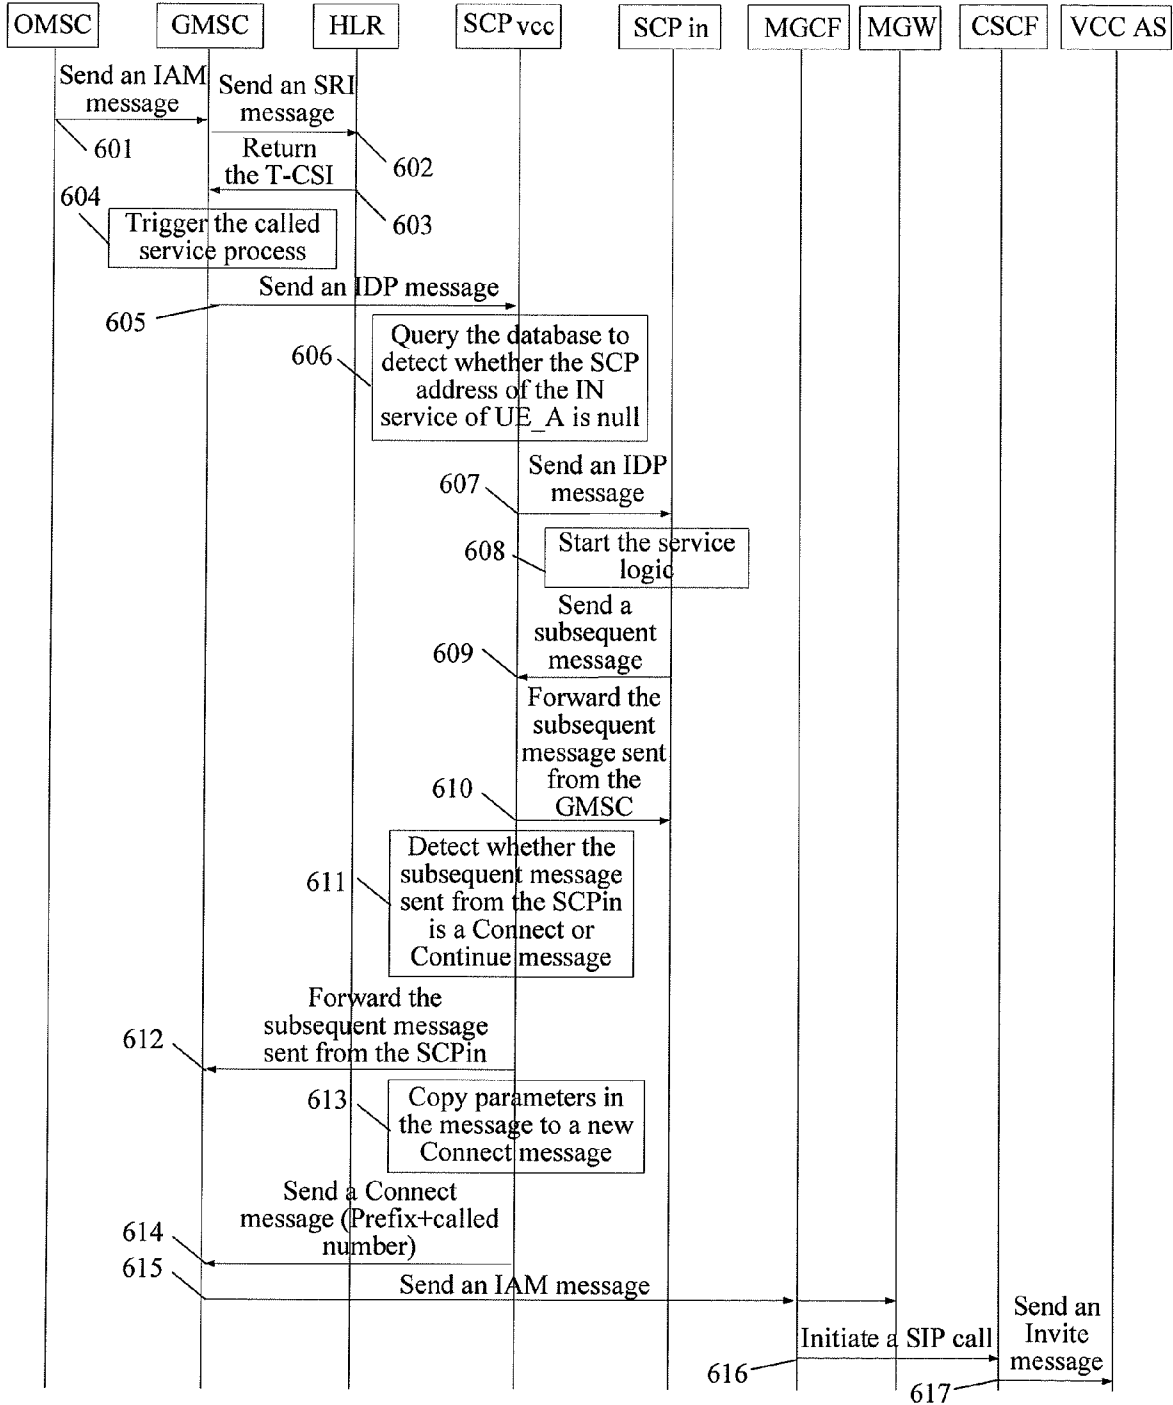 OMSC
GMSC
HLR
SCP vcc
SCP in
MGCF
MGW
CSCF
VCC AS
Send an IAM
message
601
Send an SRI
message
602
Return
the T-CSI
603
604
Trigger the called
service process
Send an IDP message
605
606
Query the database to
detect whether the SCP
address of the IN
service of UE_A is null
Send an IDP
message
607
608
Start the service
logic
Send a
subsequent
message
609
Forward the
subsequent
message sent
from the
GMSC
610
611
Detect whether the
subsequent message
sent from the SCPin
is a Connect or
Continue message
Forward the
subsequent message
sent from the SCPin
612
613
Copy parameters in
the message to a new
Connect message
Send a Connect
message (Prefix+called
number)
614
615
Send an IAM message
Initiate a SIP call
616
Send an
Invite
message
617